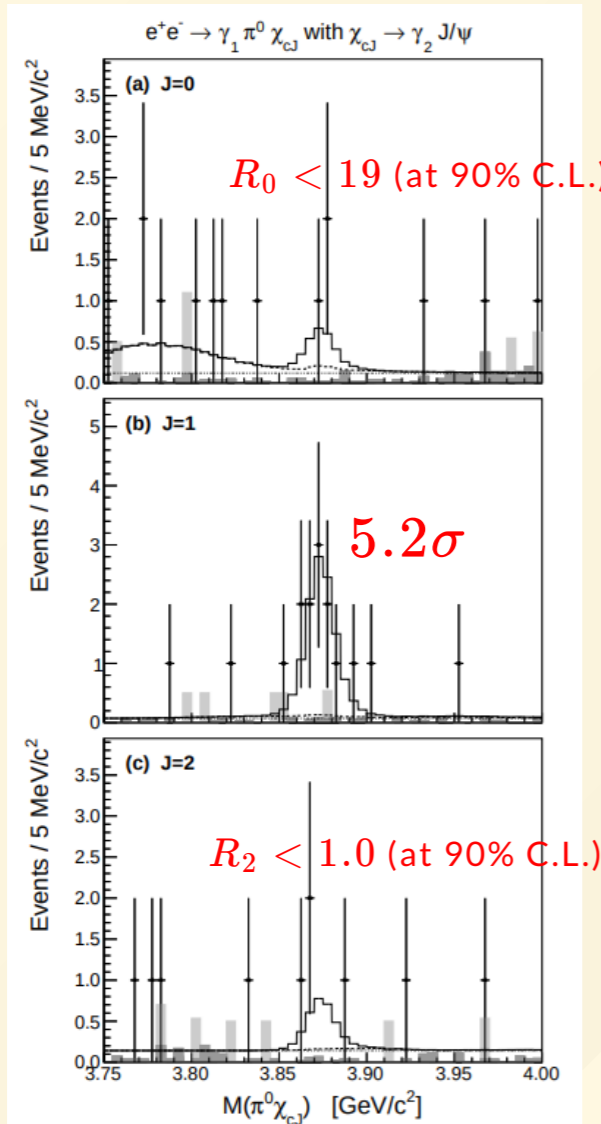 e⁺e⁻ → γ₁ π⁰ χ_cJ with χ_cJ → γ₂ J/ψ
(a) J=0
Events / 5 MeV/c²
3.5
3.0
2.5
2.0
1.5
1.0
0.5
0.0
R₀ < 19 (at 90% C.L.)
(b) J=1
Events / 5 MeV/c²
5
4
3
2
1
0
5.2σ
(c) J=2
Events / 5 MeV/c²
3.5
3.0
2.5
2.0
1.5
1.0
0.5
0.0
R₂ < 1.0 (at 90% C.L.)
3.75 3.80 3.85 3.90 3.95 4.00
M(π⁰χ_cJ) [GeV/c²]